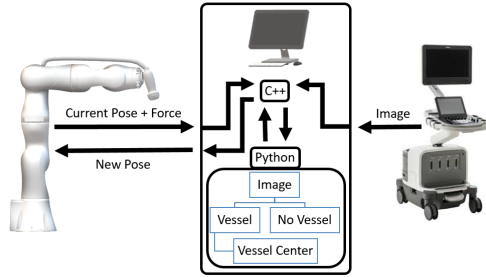 C++
Current Pose + Force
Image
New Pose
Python
Image
Vessel
No Vessel
Vessel Center